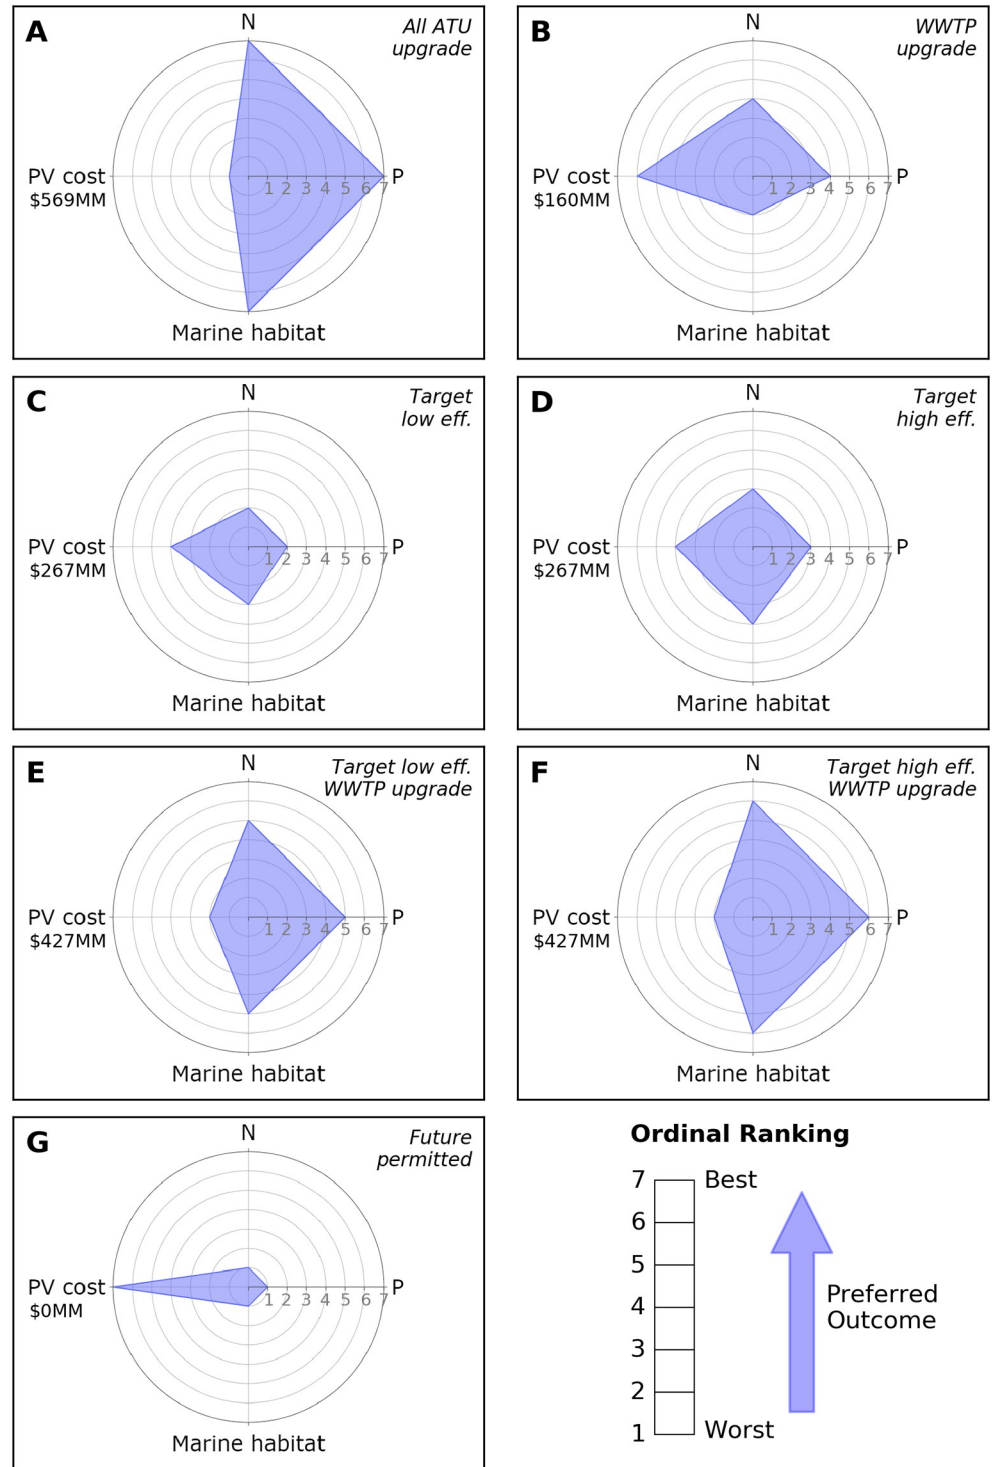 A
All ATU
upgrade
N
PV cost
$569MM
1 2 3 4 5 6 7
P
Marine habitat
B
WWTP
upgrade
N
PV cost
$160MM
1 2 3 4 5 6 7
P
Marine habitat
C
Target
low eff.
N
PV cost
$267MM
1 2 3 4 5 6 7
P
Marine habitat
D
Target
high eff.
N
PV cost
$267MM
1 2 3 4 5 6 7
P
Marine habitat
E
Target low eff.
WWTP upgrade
N
PV cost
$427MM
1 2 3 4 5 6 7
P
Marine habitat
F
Target high eff.
WWTP upgrade
N
PV cost
$427MM
1 2 3 4 5 6 7
P
Marine habitat
G
Future
permitted
N
PV cost
$0MM
1 2 3 4 5 6 7
P
Marine habitat
Ordinal Ranking
7 Best
6
5
4
3
2
1 Worst
Preferred
Outcome